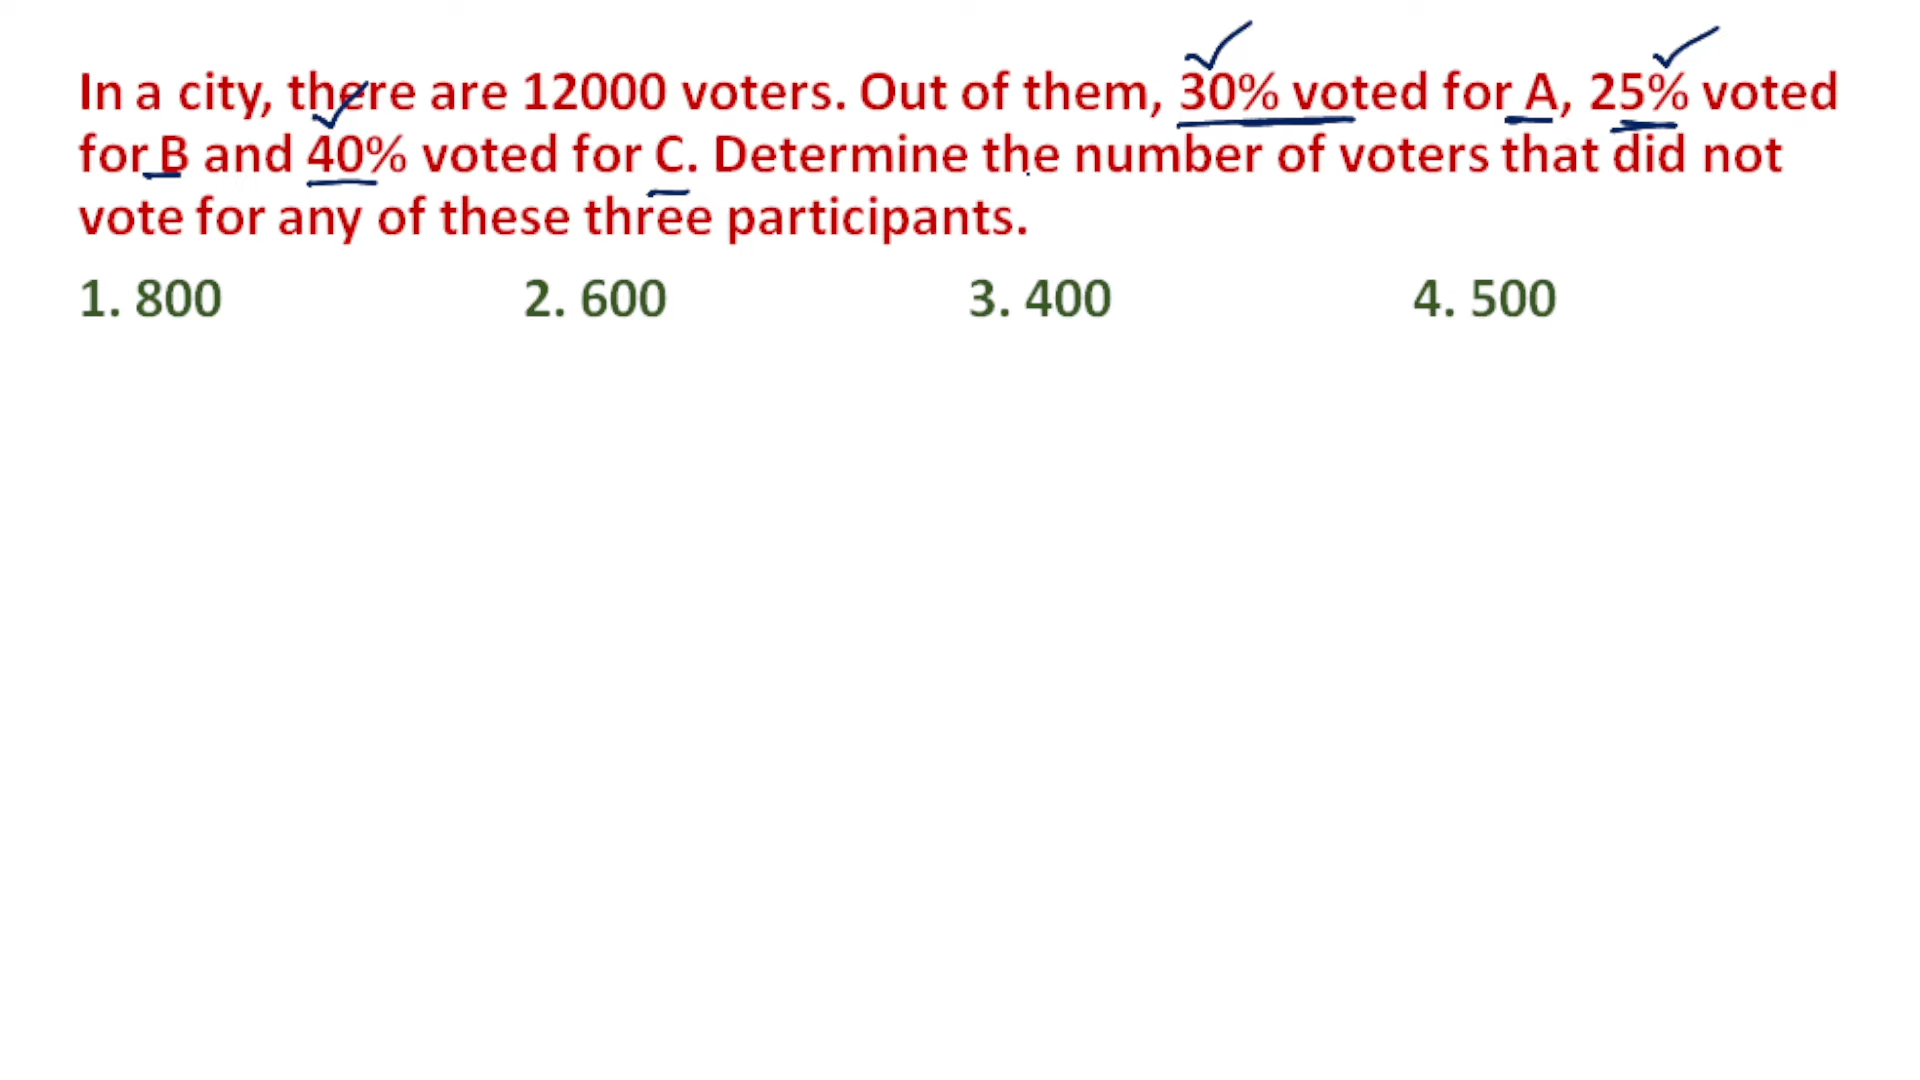 In a city, there are 12000 voters. Out of them, 30% voted for A, 25% voted
for B and 40% voted for C. Determine the number of voters that did not
vote for any of these three participants.
1. 800 2. 600 3. 400 4. 500